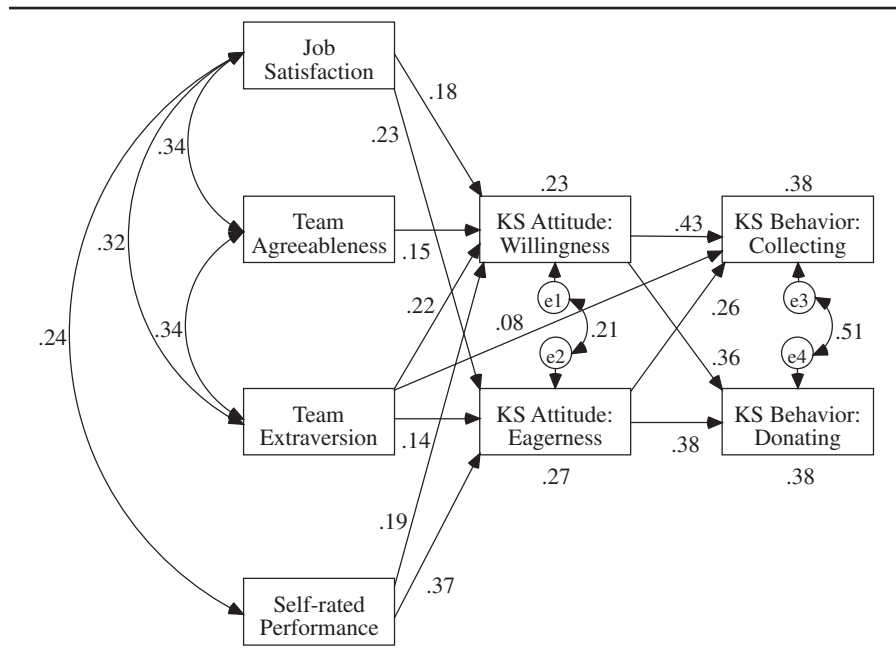 Job
Satisfaction
.18
.23
.34
.23
.38
Team
Agreeableness
KS Attitude:
Willingness
.43
KS Behavior:
Collecting
.32
.15
.22
e1
e3
.08
.26
.24
.34
.21
.51
e2
.36
e4
Team
Extraversion
KS Attitude:
Eagerness
KS Behavior:
Donating
.14
.38
.27
.38
.19
.37
Self-rated
Performance